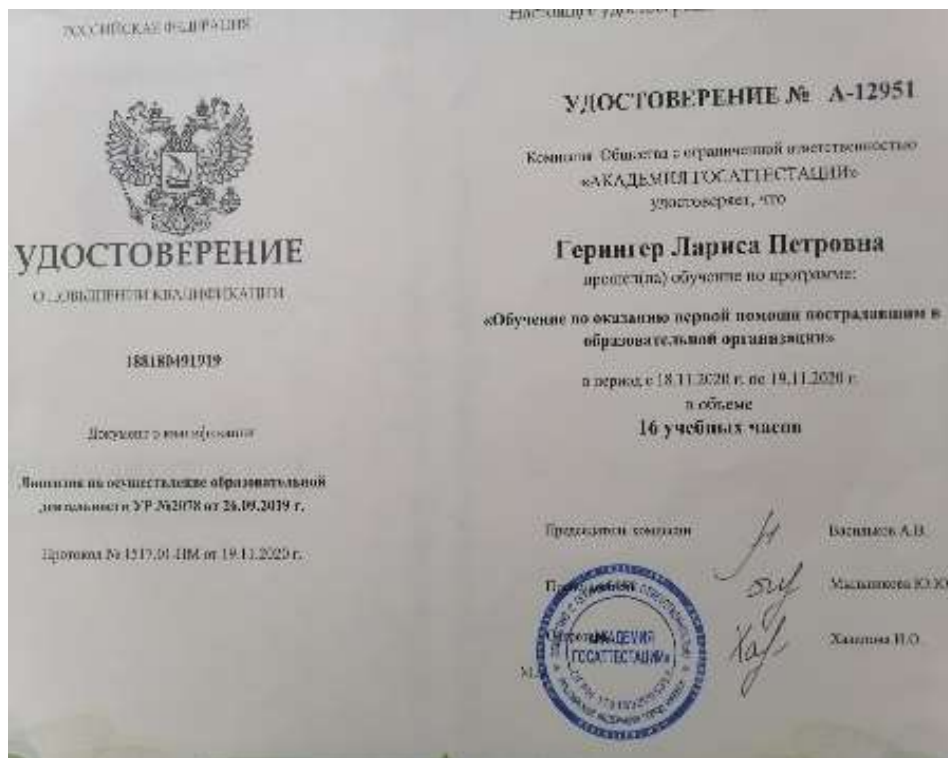 РОССИЙСКАЯ ФЕДЕРАЦИЯ
УДОСТОВЕРЕНИЕ
О ПОВЫШЕНИИ КВАЛИФИКАЦИИ
188180491919
Документ о квалификации
Лицензия на осуществление образовательной
деятельности УР №2078 от 26.09.2019 г.
Протокол № 1517.01-ПМ от 19.11.2020 г.
УДОСТОВЕРЕНИЕ № А-12951
Комиссия Общества с ограниченной ответственностью
«АКАДЕМИЯ ГОСАТТЕСТАЦИИ»
удостоверяет, что
Герингер Лариса Петровна
прошел(ла) обучение по программе:
«Обучение по оказанию первой помощи пострадавшим в
образовательной организации»
в период с 18.11.2020 г. по 19.11.2020 г.
в объеме
16 учебных часов
Председатель комиссии Васильков А.В.
АКАДЕМИЯ
ГОСАТТЕСТАЦИИ»